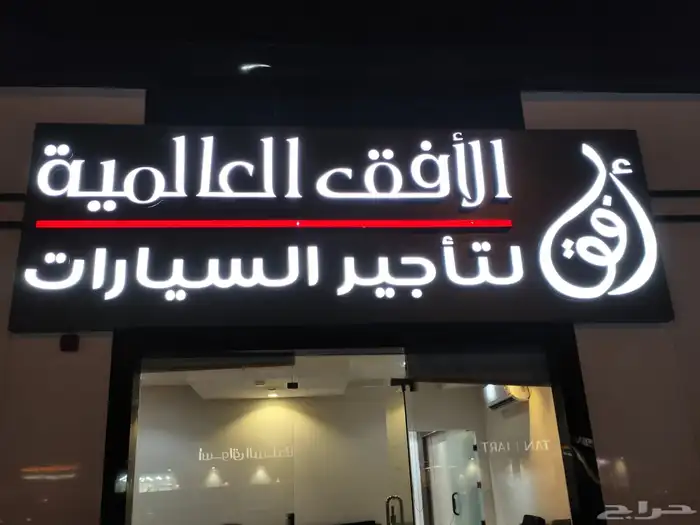 الأفق العالمية
لتأجير السيارات
أفق
حراج